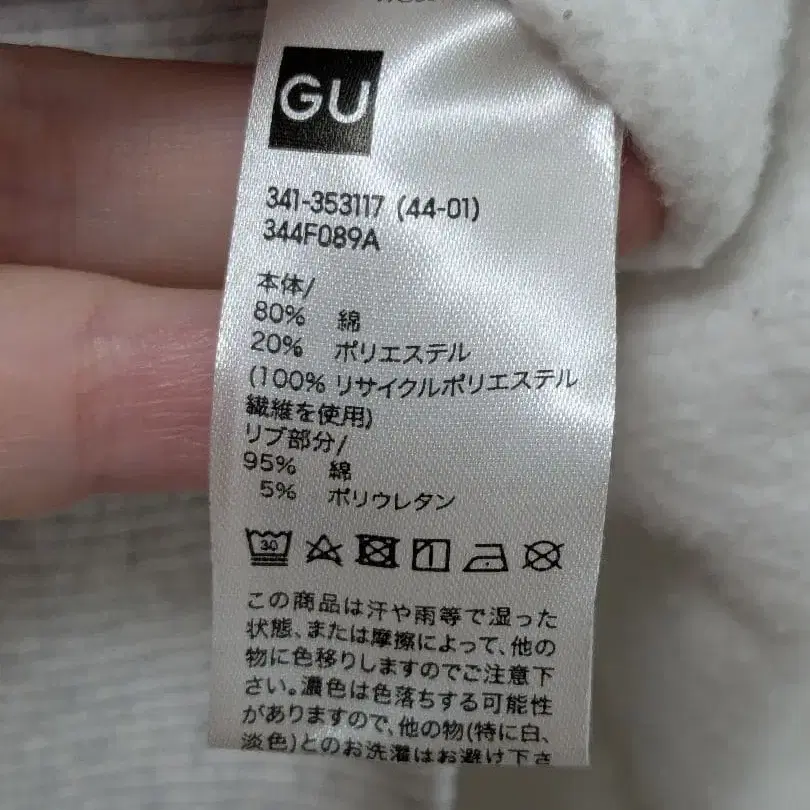 GU
341-353117 (44-01)
344F089A
本体/
80% 綿
20% ポリエステル
(100% リサイクルポリエステル
繊維を使用)
リブ部分/
95% 綿
5% ポリウレタン
30
この商品は汗や雨等で湿った
状態、または摩擦によって、他の
物に色移りしますのでご注意下
さい。濃色は色落ちする可能性
がありますので、他の物(特に白、
淡色)とのお洗濯はお避け下さ